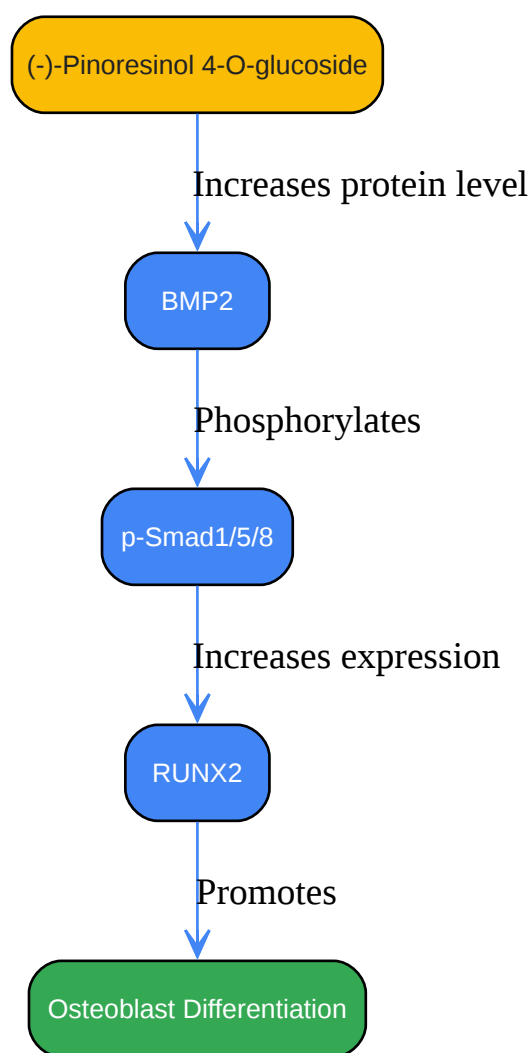 (-)-Pinoresinol 4-O-glucoside
Increases protein level
BMP2
Phosphorylates
p-Smad1/5/8
Increases expression
RUNX2
Promotes
Osteoblast Differentiation